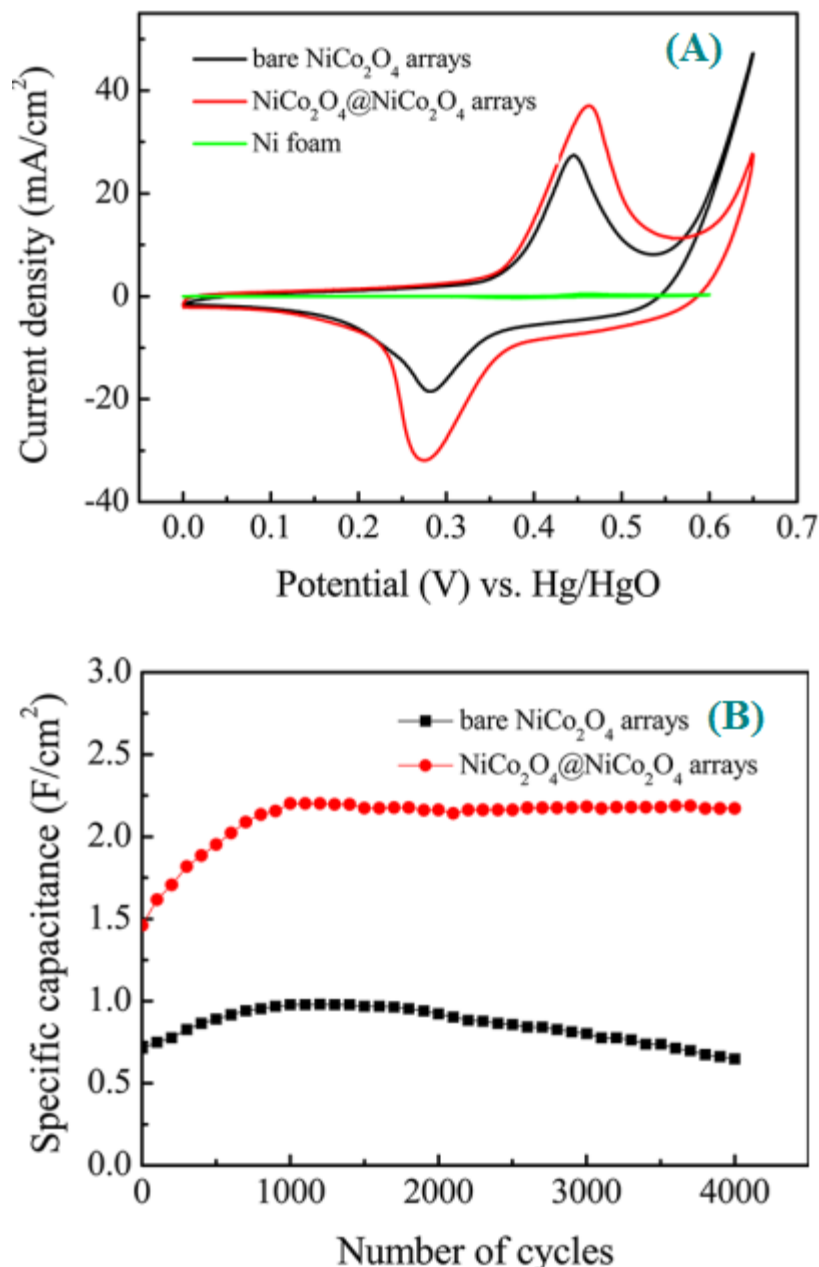 (A)
bare NiCo₂O₄ arrays
NiCo₂O₄@NiCo₂O₄ arrays
Ni foam
Current density (mA/cm²)
40
20
0
-20
-40
0.0 0.1 0.2 0.3 0.4 0.5 0.6 0.7
Potential (V) vs. Hg/HgO
(B)
bare NiCo₂O₄ arrays
NiCo₂O₄@NiCo₂O₄ arrays
Specific capacitance (F/cm²)
3.0
2.5
2.0
1.5
1.0
0.5
0.0
0 1000 2000 3000 4000
Number of cycles